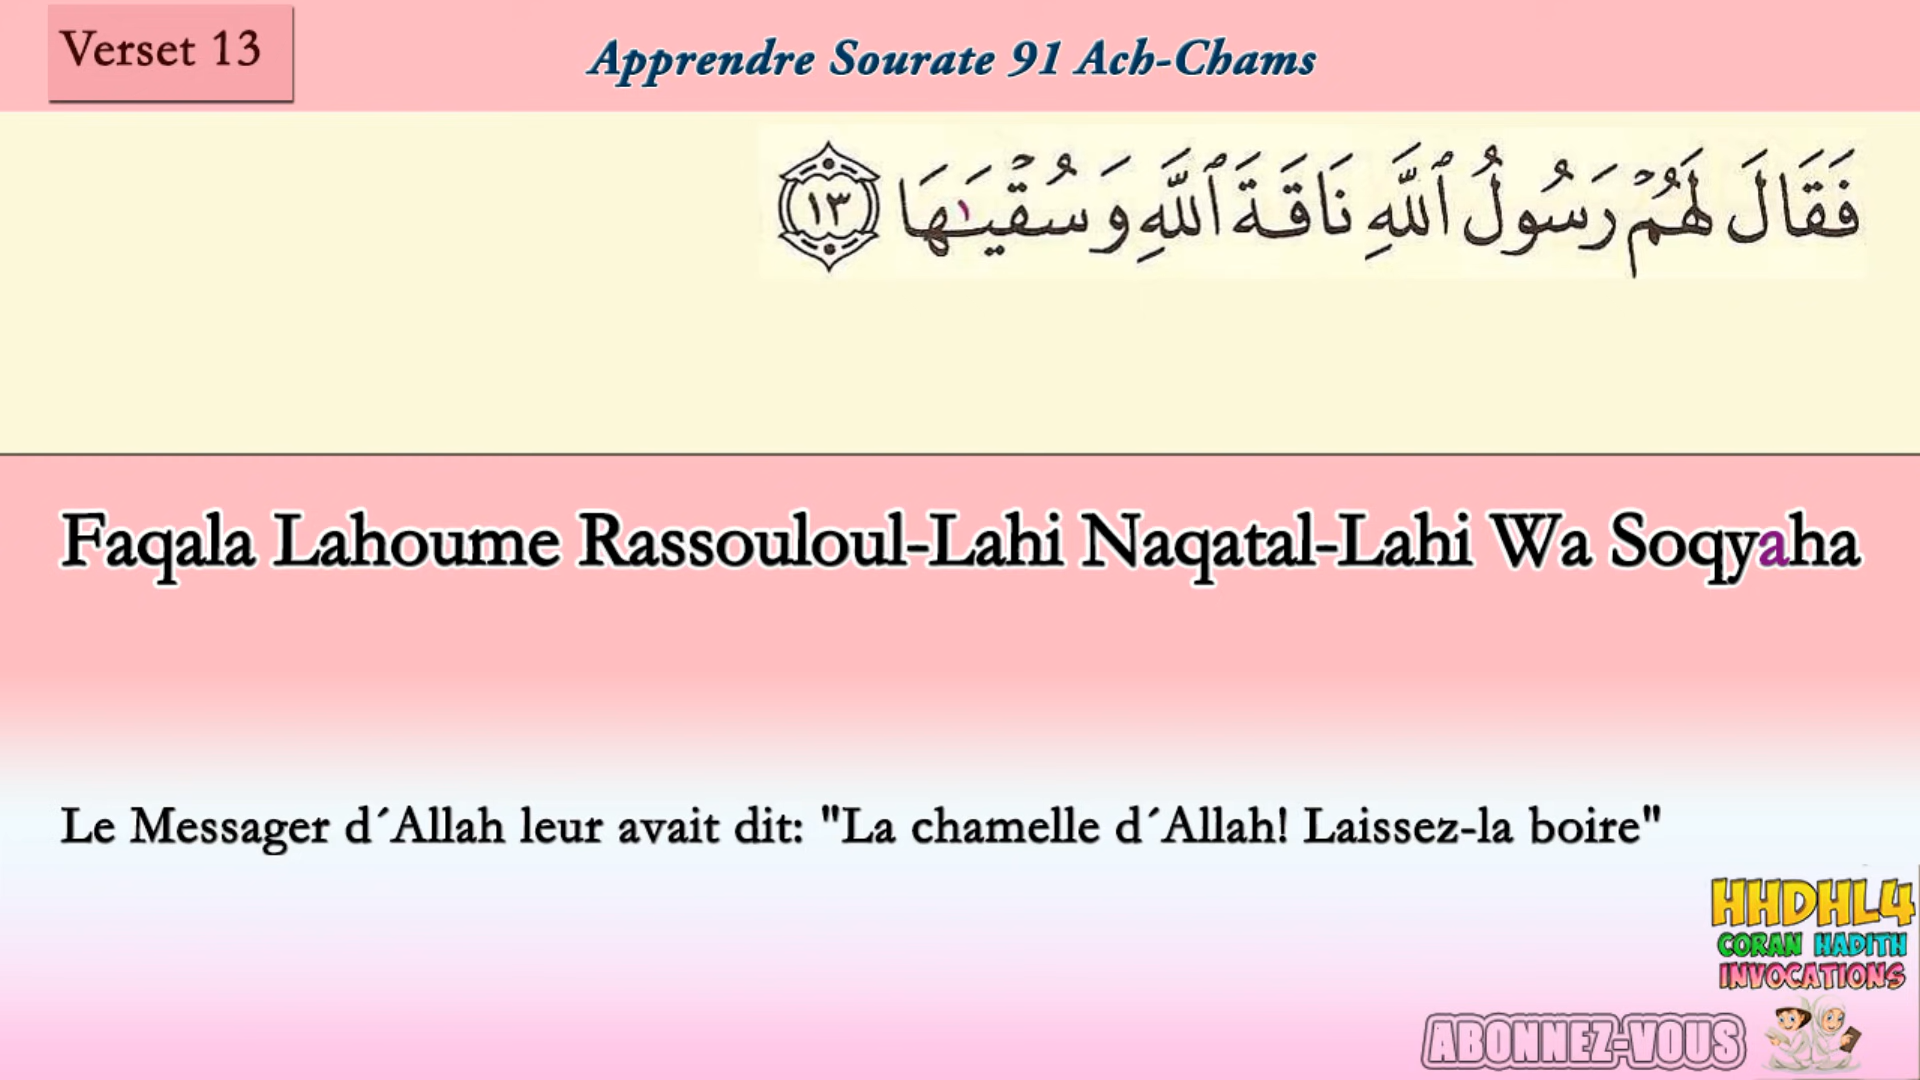 Verset 13
Apprendre Sourate 91 Ach-Chams
فَقَالَ لَهُمْ رَسُولُ ٱللَّهِ نَاقَةَ ٱللَّهِ وَسُقْيَـٰهَا ١٣
Faqala Lahoume Rassouloul-Lahi Naqatal-Lahi Wa Soqyaha
Le Messager d´Allah leur avait dit: "La chamelle d´Allah! Laissez-la boire"
HHDHL4
CORAN HADITH
INVOCATIONS
ABONNEZ-VOUS